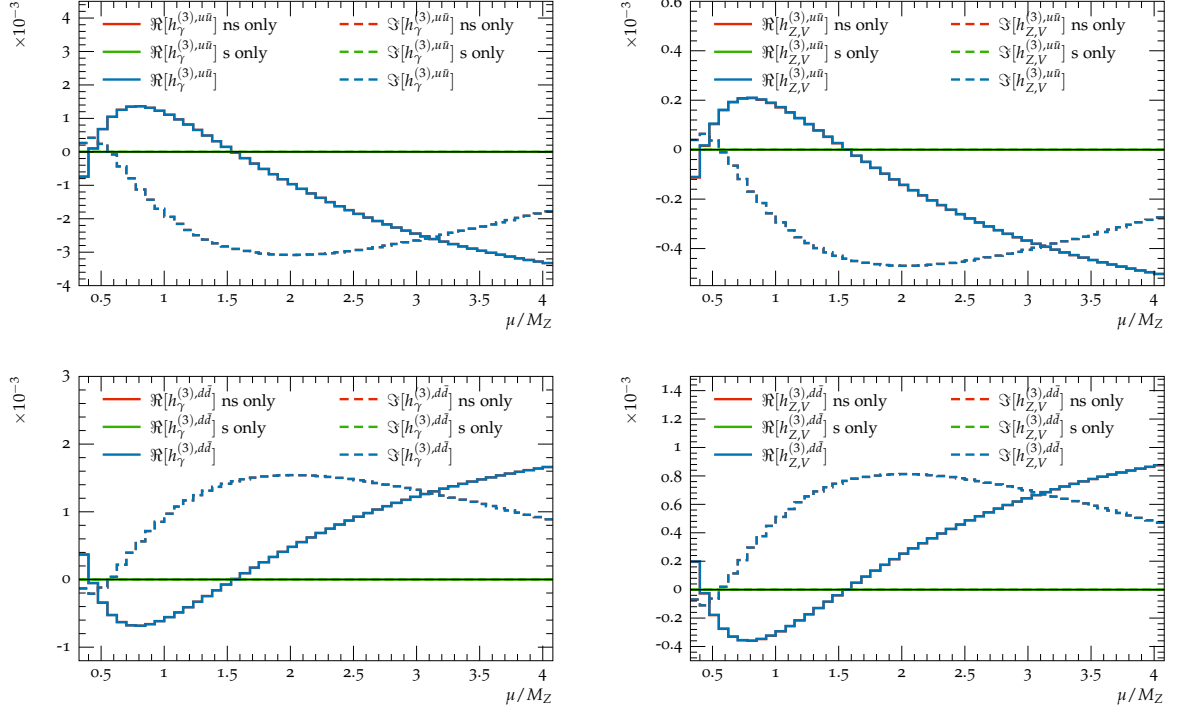 ×10⁻³
4
3
2
1
0
-1
-2
-3
-4
ℜ[h_γ^{(3),uū}] ns only
ℜ[h_γ^{(3),uū}] s only
ℜ[h_γ^{(3),uū}]
ℑ[h_γ^{(3),uū}] ns only
ℑ[h_γ^{(3),uū}] s only
ℑ[h_γ^{(3),uū}]
0.5 1 1.5 2 2.5 3 3.5 4
μ/M_Z
×10⁻³
0.6
0.4
0.2
0
-0.2
-0.4
ℜ[h_{Z,V}^{(3),uū}] ns only
ℜ[h_{Z,V}^{(3),uū}] s only
ℜ[h_{Z,V}^{(3),uū}]
ℑ[h_{Z,V}^{(3),uū}] ns only
ℑ[h_{Z,V}^{(3),uū}] s only
ℑ[h_{Z,V}^{(3),uū}]
0.5 1 1.5 2 2.5 3 3.5 4
μ/M_Z
×10⁻³
3
2
1
0
-1
ℜ[h_γ^{(3),dd̄}] ns only
ℜ[h_γ^{(3),dd̄}] s only
ℜ[h_γ^{(3),dd̄}]
ℑ[h_γ^{(3),dd̄}] ns only
ℑ[h_γ^{(3),dd̄}] s only
ℑ[h_γ^{(3),dd̄}]
0.5 1 1.5 2 2.5 3 3.5 4
μ/M_Z
×10⁻³
1.4
1.2
1
0.8
0.6
0.4
0.2
0
-0.2
-0.4
ℜ[h_{Z,V}^{(3),dd̄}] ns only
ℜ[h_{Z,V}^{(3),dd̄}] s only
ℜ[h_{Z,V}^{(3),dd̄}]
ℑ[h_{Z,V}^{(3),dd̄}] ns only
ℑ[h_{Z,V}^{(3),dd̄}] s only
ℑ[h_{Z,V}^{(3),dd̄}]
0.5 1 1.5 2 2.5 3 3.5 4
μ/M_Z